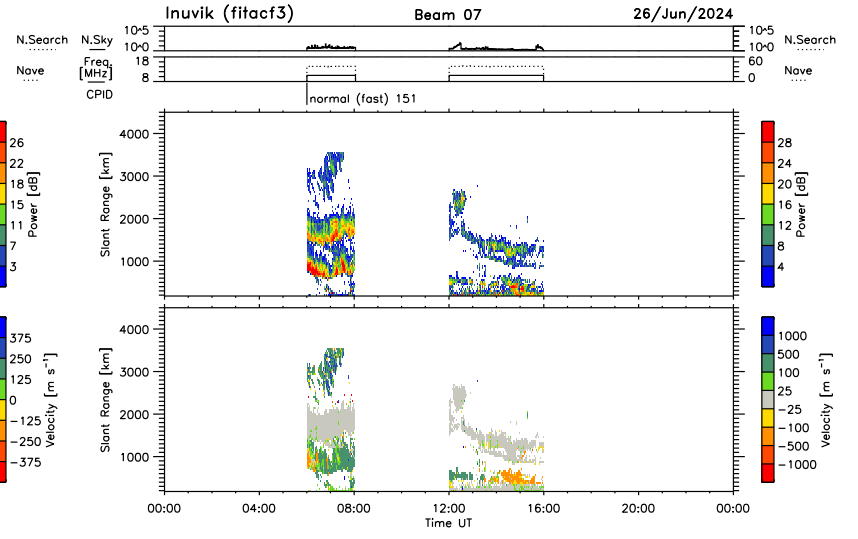 Inuvik (fitacf3) Beam 07 26/Jun/2024
N.Search N.Sky 10^5 10^0 10^5 10^0 N.Search
Nave Freq. [MHz] 18 8 60 0 Nave
CPID normal (fast) 151
26 22 18 15 11 7 3
Power [dB]
Slant Range [km]
4000 3000 2000 1000
28 24 20 16 12 8 4
Power [dB]
375 250 125 0 −125 −250 −375
Velocity [m s⁻¹]
Slant Range [km]
4000 3000 2000 1000
1000 500 100 25 −25 −100 −500 −1000
Velocity [m s⁻¹]
00:00 04:00 08:00 12:00 16:00 20:00 00:00
Time UT